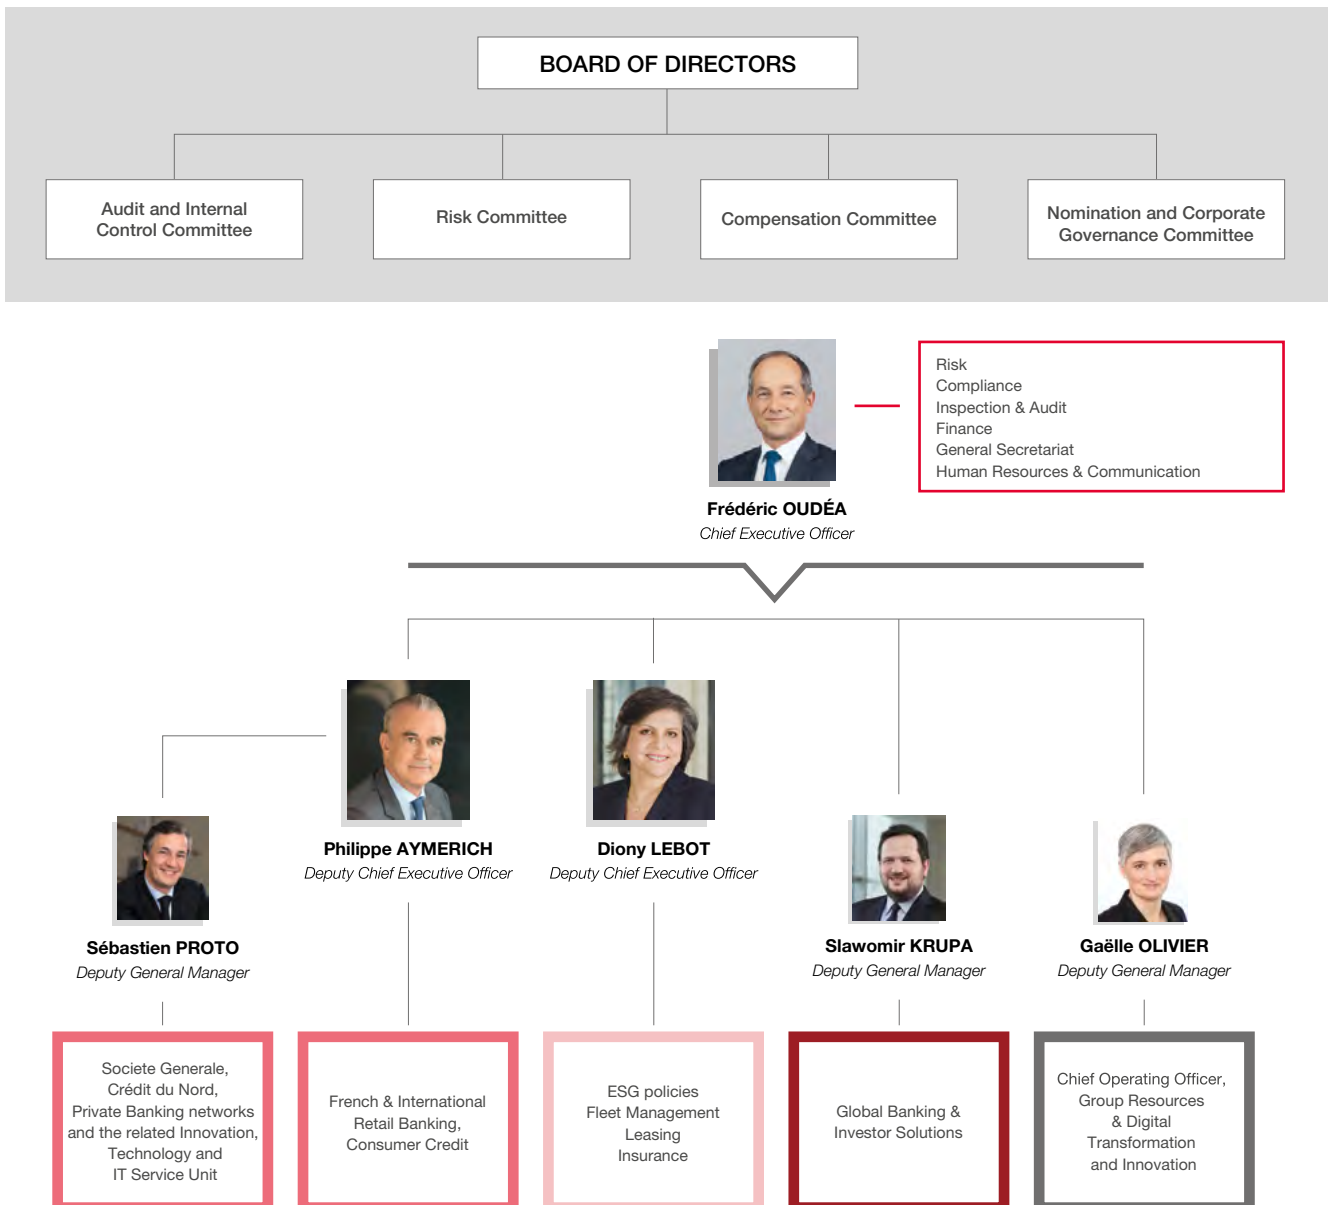 BOARD OF DIRECTORS
Audit and Internal
Control Committee
Risk Committee
Compensation Committee
Nomination and Corporate
Governance Committee
Risk
Compliance
Inspection & Audit
Finance
General Secretariat
Human Resources & Communication
Frédéric OUDÉA
Chief Executive Officer
Philippe AYMERICH
Deputy Chief Executive Officer
Diony LEBOT
Deputy Chief Executive Officer
Sébastien PROTO
Deputy General Manager
Slawomir KRUPA
Deputy General Manager
Gaëlle OLIVIER
Deputy General Manager
Societe Generale,
Crédit du Nord,
Private Banking networks
and the related Innovation,
Technology and
IT Service Unit
French & International
Retail Banking,
Consumer Credit
ESG policies
Fleet Management
Leasing
Insurance
Global Banking &
Investor Solutions
Chief Operating Officer,
Group Resources
& Digital
Transformation
and Innovation